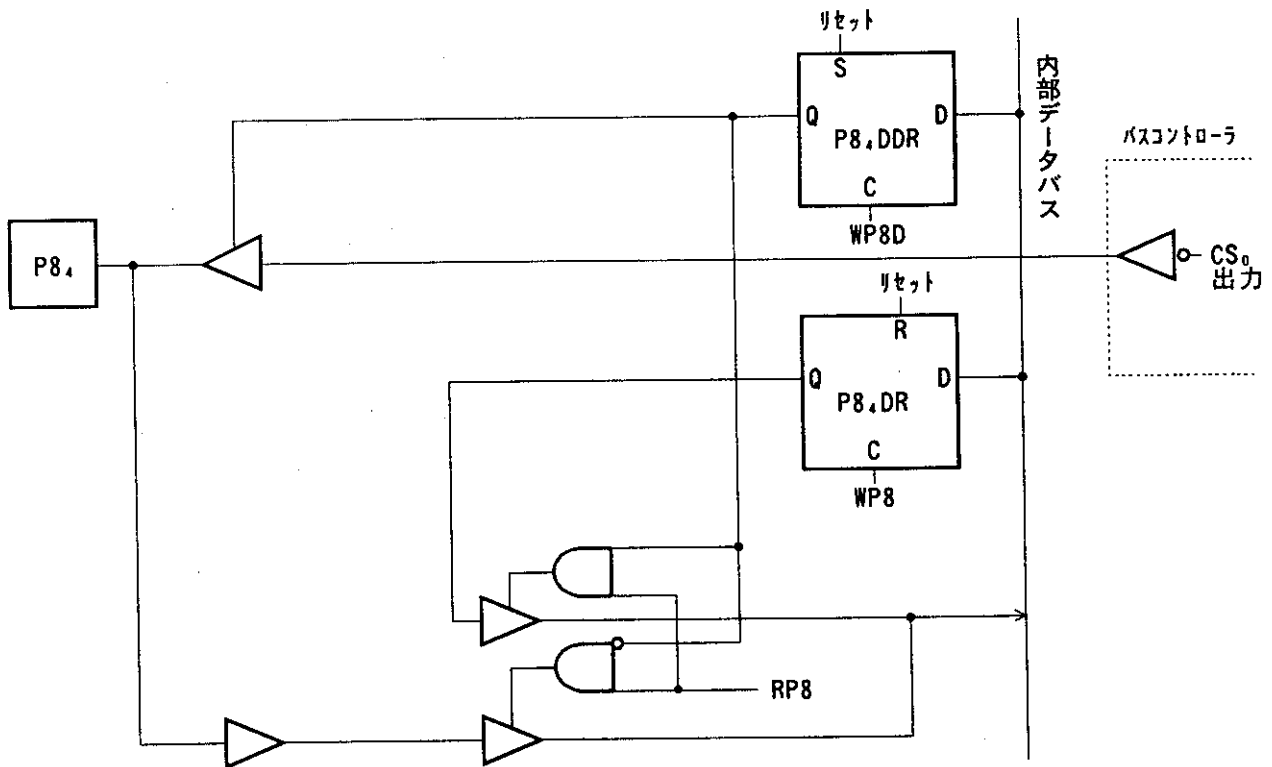 リセット
S
Q
D
P8₄DDR
C
WP8D
内部データバス
バスコントローラ
P8₄
CS₀
出力
リセット
R
Q
D
P8₄DR
C
WP8
RP8